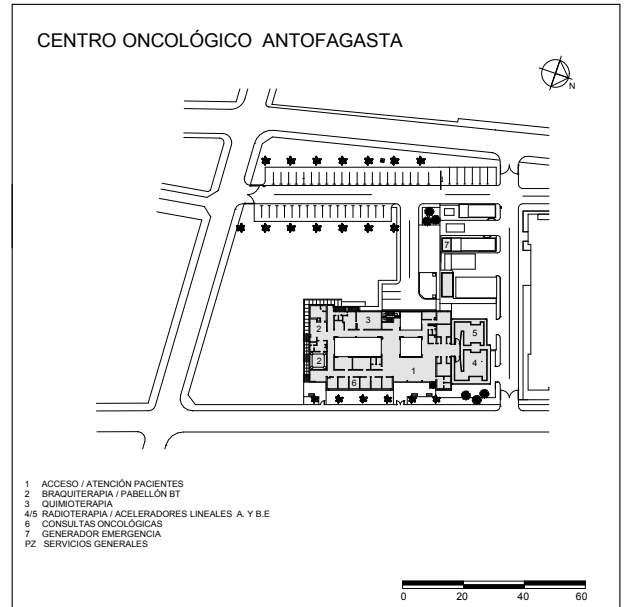 CENTRO ONCOLÓGICO ANTOFAGASTA
N
7
3
2
5
2
4
1
6
1 ACCESO / ATENCIÓN PACIENTES
2 BRAQUITERAPIA / PABELLÓN BT
3 QUIMIOTERAPIA
4/5 RADIOTERAPIA / ACELERADORES LINEALES A. Y B.E
6 CONSULTAS ONCOLÓGICAS
7 GENERADOR EMERGENCIA
PZ SERVICIOS GENERALES
0 20 40 60